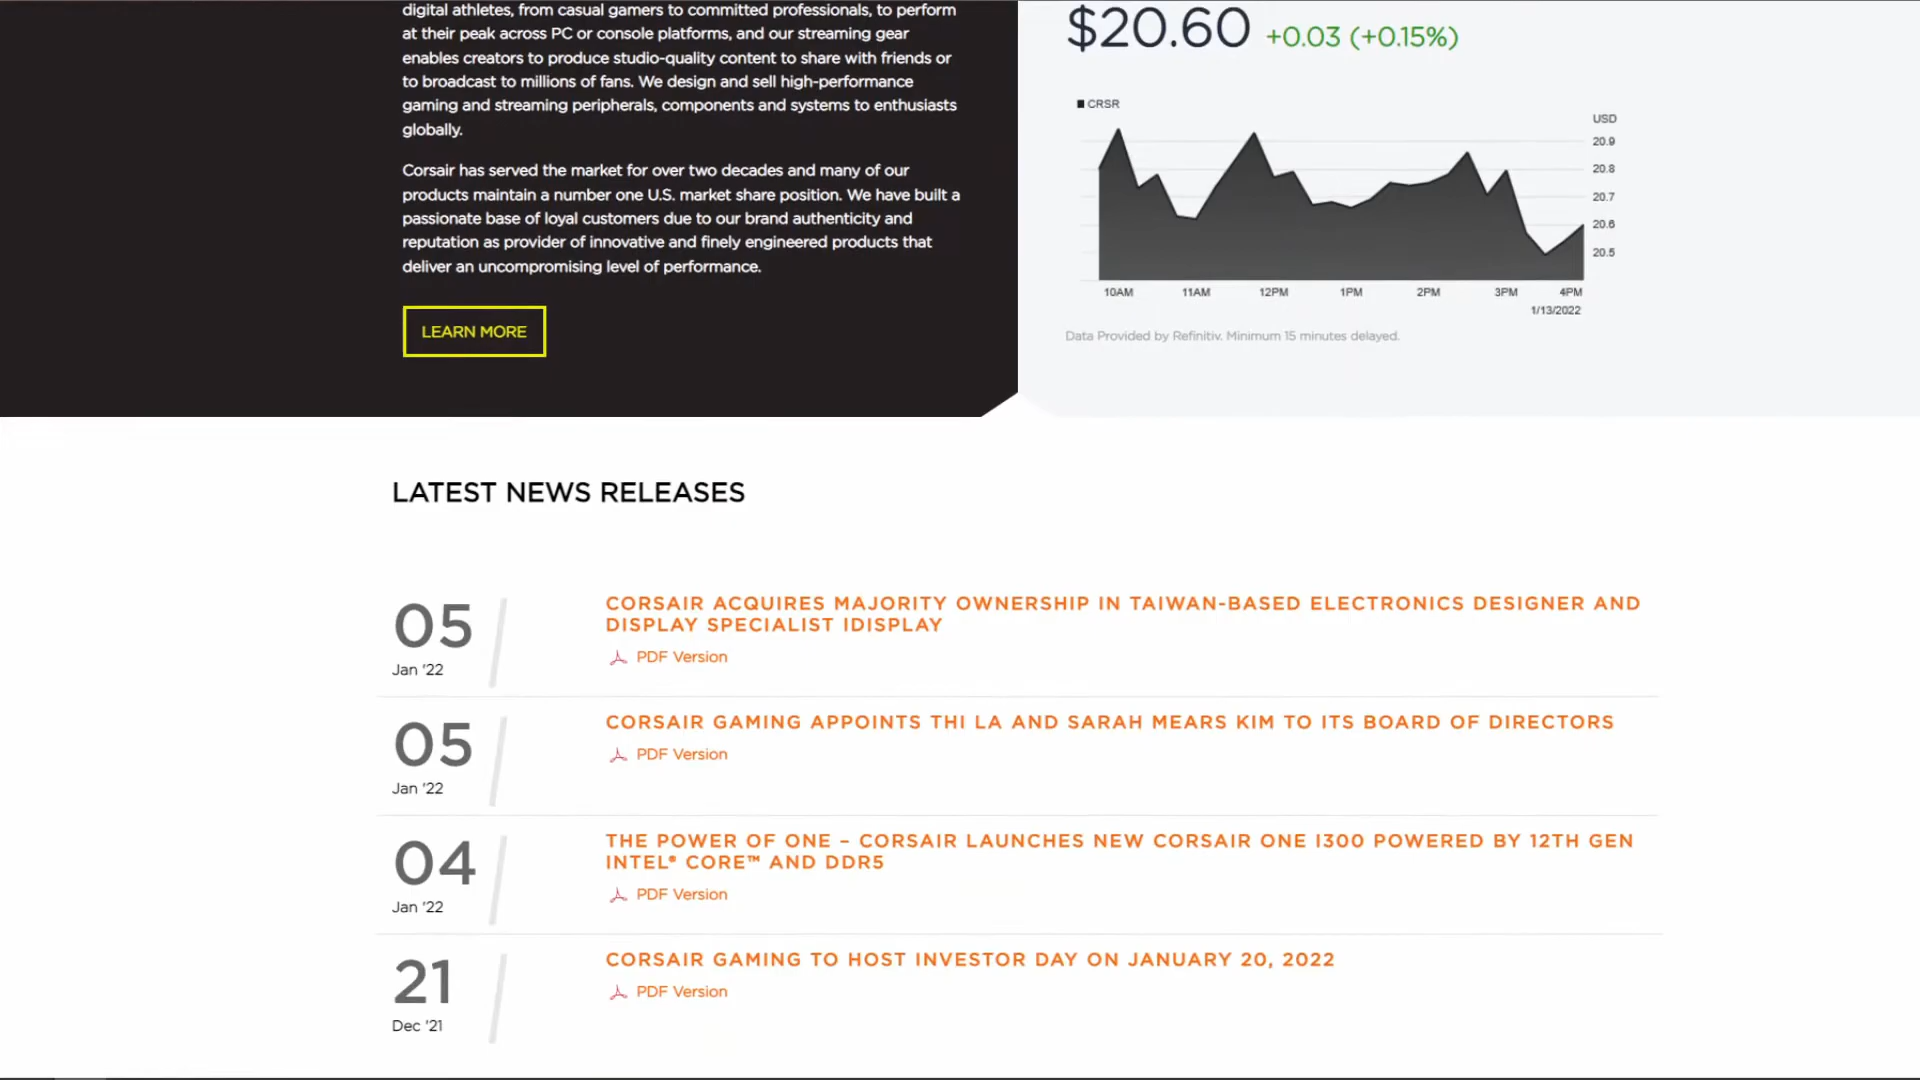 digital athletes, from casual gamers to committed professionals, to perform
at their peak across PC or console platforms, and our streaming gear
enables creators to produce studio-quality content to share with friends or
to broadcast to millions of fans. We design and sell high-performance
gaming and streaming peripherals, components and systems to enthusiasts
globally.
Corsair has served the market for over two decades and many of our
products maintain a number one U.S. market share position. We have built a
passionate base of loyal customers due to our brand authenticity and
reputation as provider of innovative and finely engineered products that
deliver an uncompromising level of performance.
LEARN MORE
$20.60 +0.03 (+0.15%)
CRSR
USD
20.9
20.8
20.7
20.6
20.5
10AM 11AM 12PM 1PM 2PM 3PM 4PM
1/13/2022
Data Provided by Refinitiv. Minimum 15 minutes delayed.
LATEST NEWS RELEASES
05
Jan '22
CORSAIR ACQUIRES MAJORITY OWNERSHIP IN TAIWAN-BASED ELECTRONICS DESIGNER AND
DISPLAY SPECIALIST IDISPLAY
PDF Version
05
Jan '22
CORSAIR GAMING APPOINTS THI LA AND SARAH MEARS KIM TO ITS BOARD OF DIRECTORS
PDF Version
04
Jan '22
THE POWER OF ONE – CORSAIR LAUNCHES NEW CORSAIR ONE I300 POWERED BY 12TH GEN
INTEL® CORE™ AND DDR5
PDF Version
21
Dec '21
CORSAIR GAMING TO HOST INVESTOR DAY ON JANUARY 20, 2022
PDF Version